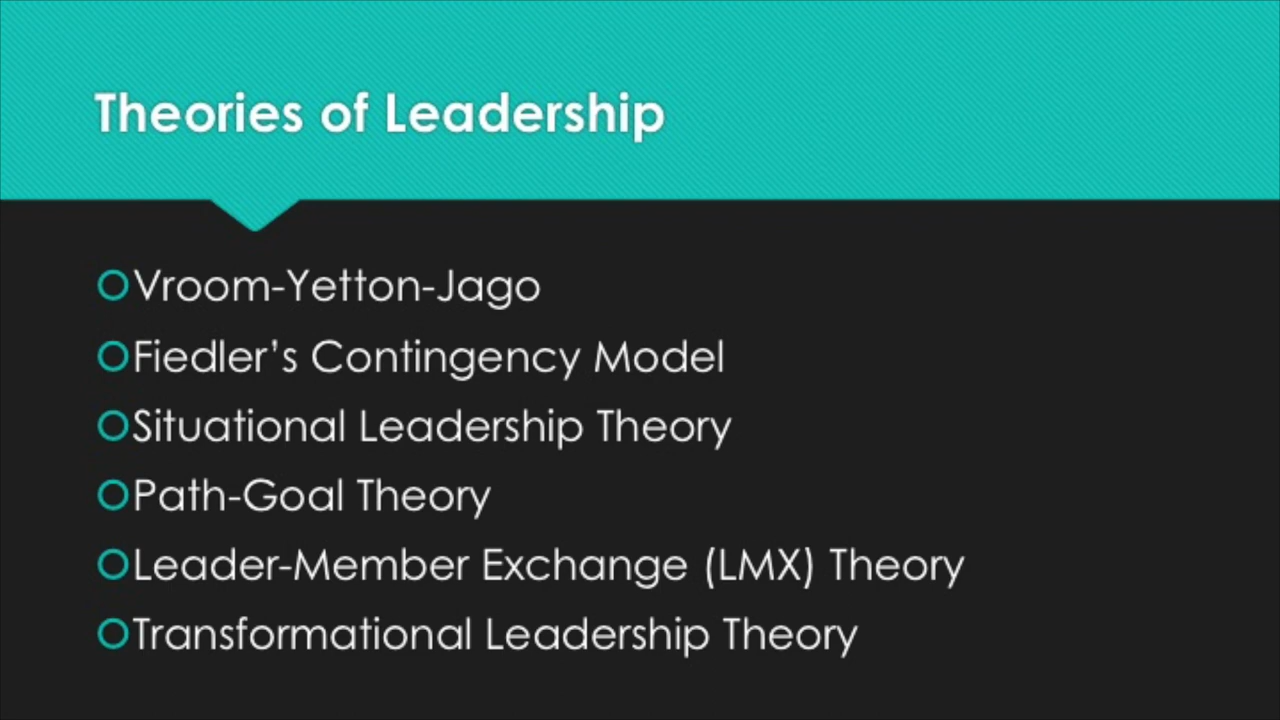 Theories of Leadership
Vroom-Yetton-Jago
Fiedler’s Contingency Model
Situational Leadership Theory
Path-Goal Theory
Leader-Member Exchange (LMX) Theory
Transformational Leadership Theory